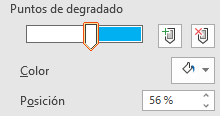 Puntos de degradado
Color
Posición 56 %